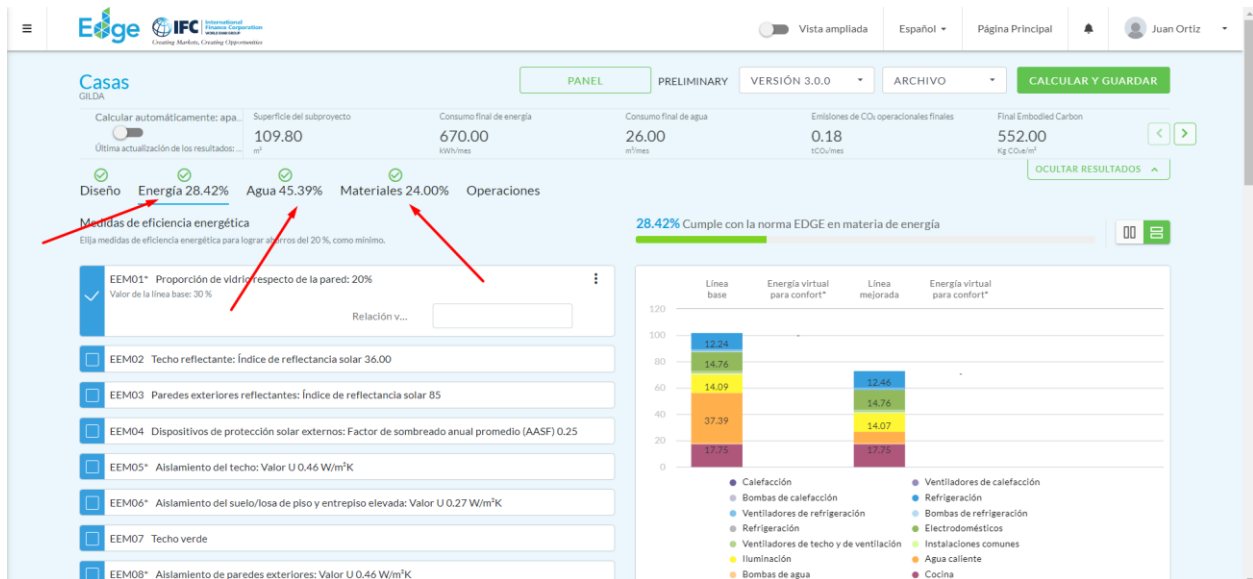 Edge
IFC International Finance Corporation
WORLD BANK GROUP
Creating Markets, Creating Opportunities
Vista ampliada
Español
Página Principal
Juan Ortiz
Casas
GILDA
PANEL
PRELIMINARY
VERSIÓN 3.0.0
ARCHIVO
CALCULAR Y GUARDAR
Calcular automáticamente: apa...
Última actualización de los resultados: ...
Superficie del subproyecto
109.80
m²
Consumo final de energía
670.00
kWh/mes
Consumo final de agua
26.00
m³/mes
Emisiones de CO₂ operacionales finales
0.18
tCO₂/mes
Final Embodied Carbon
552.00
Kg CO₂e/m²
OCULTAR RESULTADOS
Diseño Energía 28.42% Agua 45.39% Materiales 24.00% Operaciones
Medidas de eficiencia energética
Elija medidas de eficiencia energética para lograr ahorros del 20 %, como mínimo.
EEM01* Proporción de vidrio respecto de la pared: 20%
Valor de la línea base: 30 %
Relación v...
EEM02 Techo reflectante: Índice de reflectancia solar 36.00
EEM03 Paredes exteriores reflectantes: Índice de reflectancia solar 85
EEM04 Dispositivos de protección solar externos: Factor de sombreado anual promedio (AASF) 0.25
EEM05* Aislamiento del techo: Valor U 0.46 W/m²K
EEM06* Aislamiento del suelo/losa de piso y entrepiso elevada: Valor U 0.27 W/m²K
EEM07 Techo verde
EEM08* Aislamiento de paredes exteriores: Valor U 0.46 W/m²K
28.42% Cumple con la norma EDGE en materia de energía
Línea base
Energía virtual para confort*
Línea mejorada
Energía virtual para confort*
120
100
80
60
40
20
0
12.24
14.76
14.09
37.39
17.75
12.46
14.76
14.07
17.75
Calefacción
Ventiladores de calefacción
Bombas de calefacción
Refrigeración
Ventiladores de refrigeración
Bombas de refrigeración
Refrigeración
Electrodomésticos
Ventiladores de techo y de ventilación
Instalaciones comunes
Iluminación
Agua caliente
Bombas de agua
Cocina